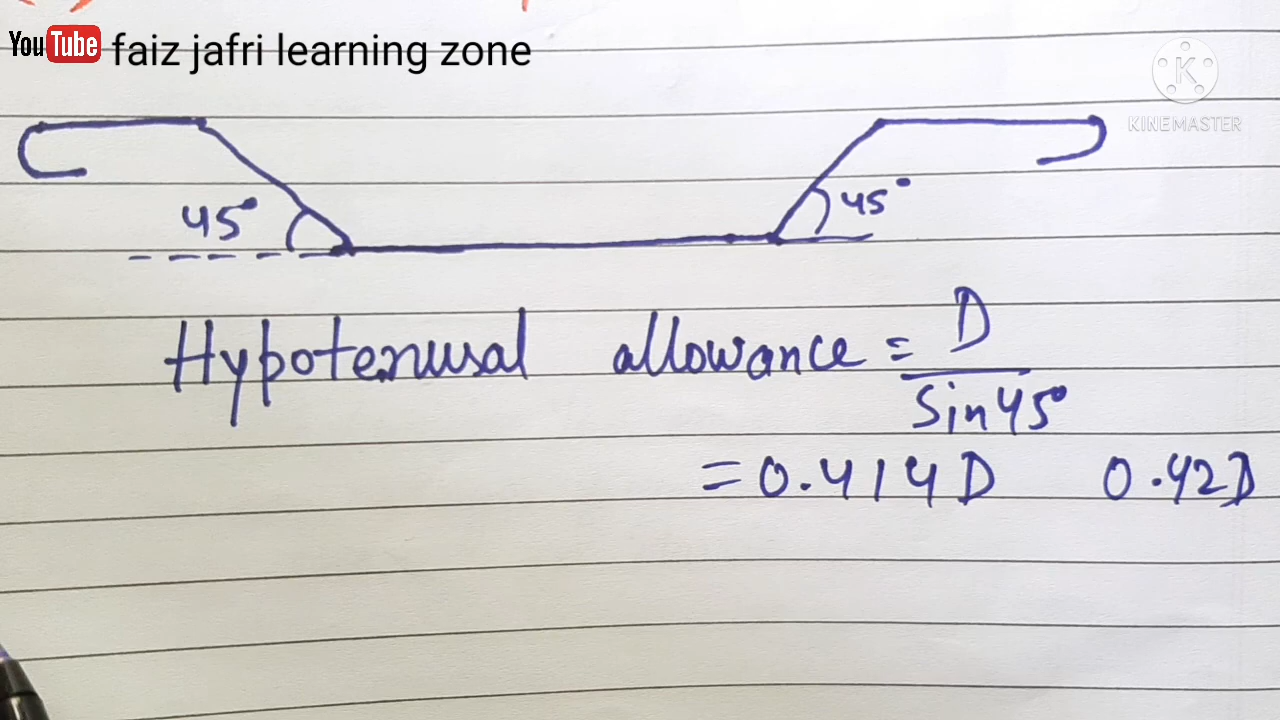 YouTube faiz jafri learning zone
K
KINEMASTER
45° 45°
Hypotenusal allowance = D / Sin45°
= 0.414D 0.42D